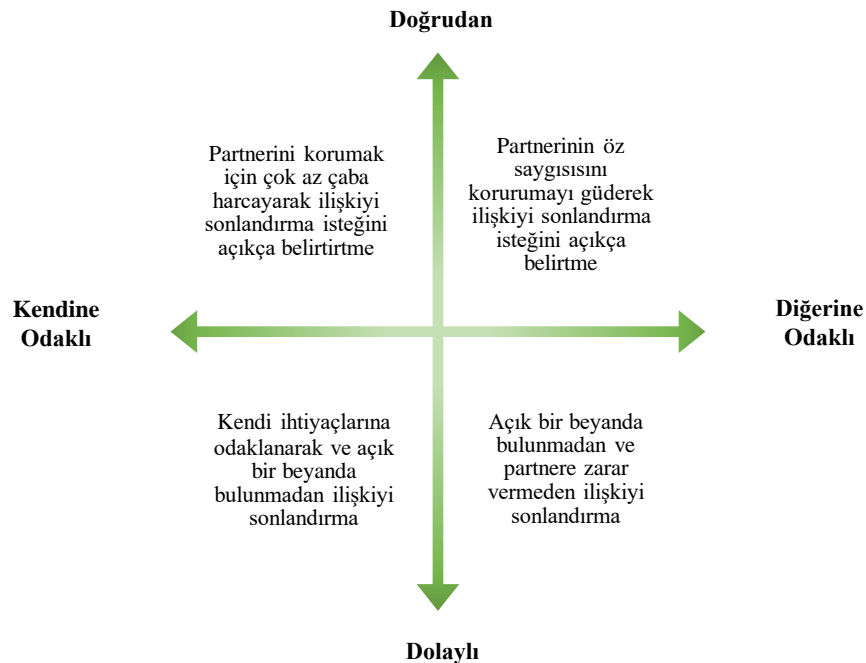 Doğrudan
Partnerini korumak
için çok az çaba
harcayarak ilişkiyi
sonlandırma isteğini
açıkça belirtirtme
Partnerinin öz
saygısısını
korurumayı güderek
ilişkiyi sonlandırma
isteğini açıkça
belirtme
Kendine
Odaklı
Diğerine
Odaklı
Kendi ihtiyaçlarına
odaklanarak ve açık
bir beyanda
bulunmadan ilişkiyi
sonlandırma
Açık bir beyanda
bulunmadan ve
partnere zarar
vermeden ilişkiyi
sonlandırma
Dolaylı